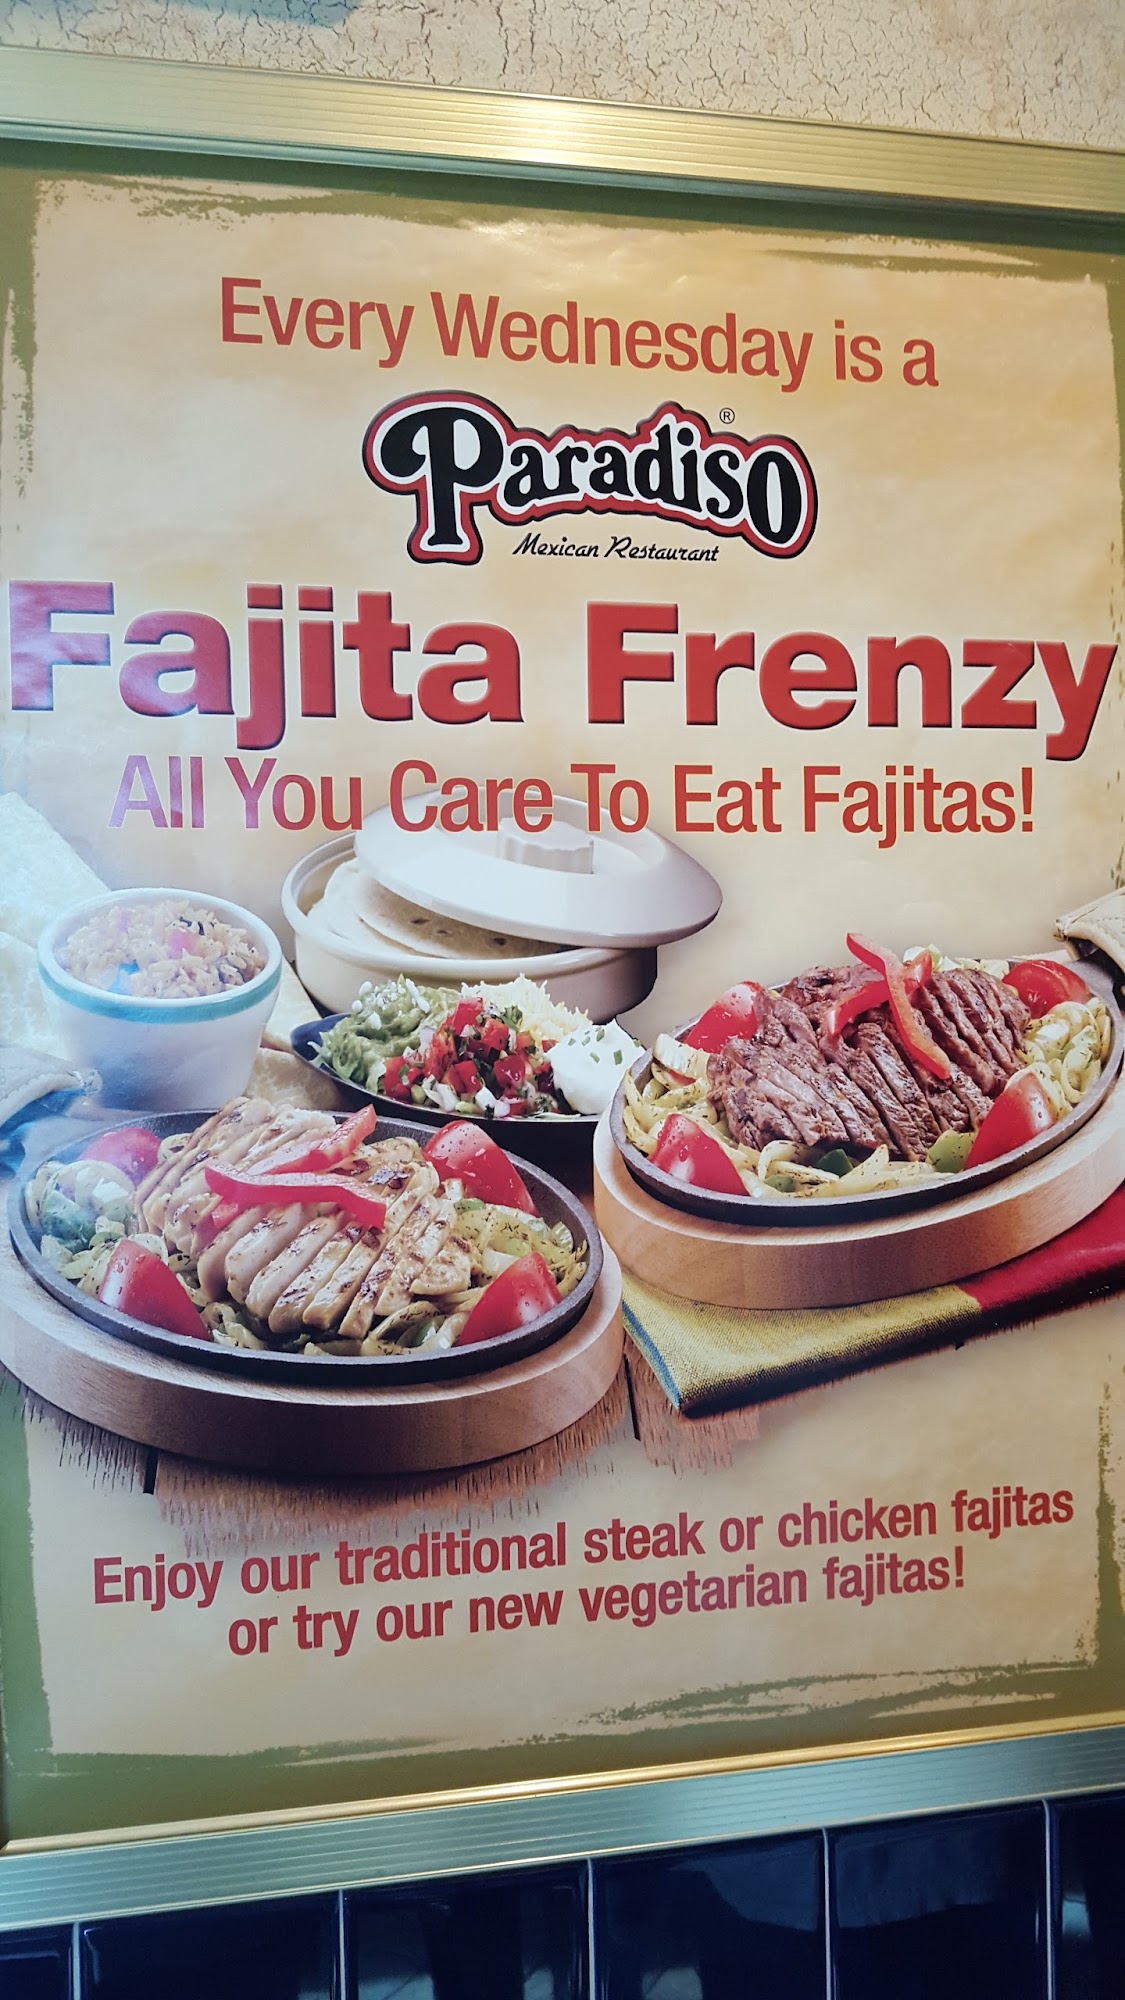 Every Wednesday is a
Paradiso®
Mexican Restaurant
Fajita Frenzy
All You Care To Eat Fajitas!
Enjoy our traditional steak or chicken fajitas
or try our new vegetarian fajitas!